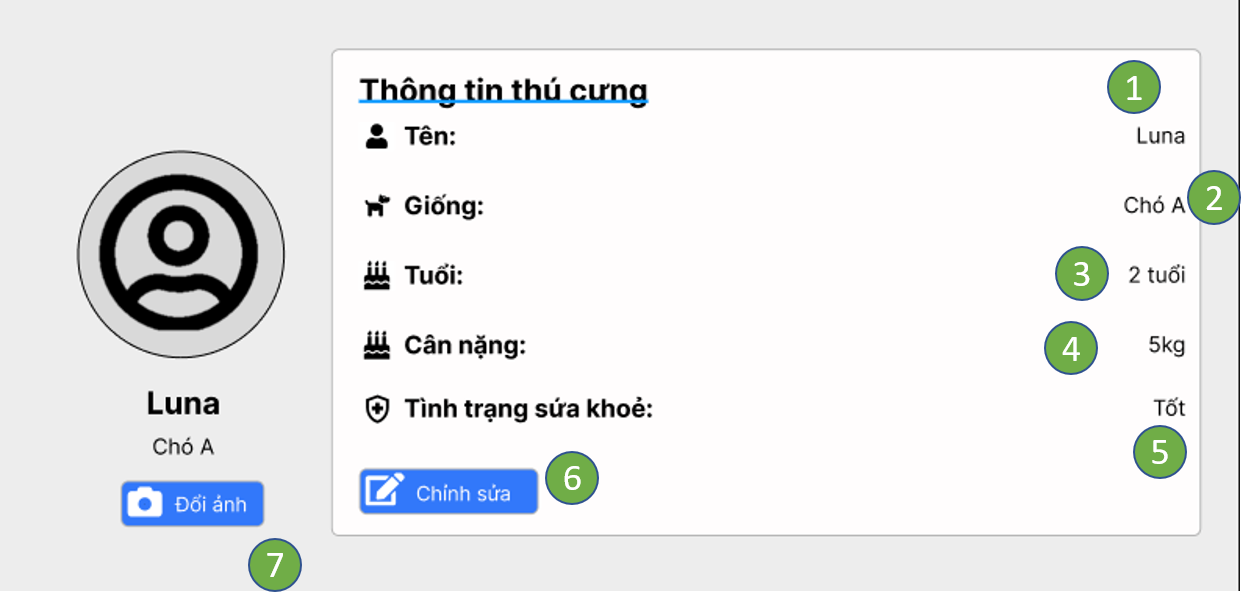 Thông tin thú cưng
1
Tên: Luna
Giống: Chó A 2
Tuổi: 3 2 tuổi
Cân nặng: 4 5kg
Tình trạng sứa khoẻ: Tốt
5
Chỉnh sửa 6
Luna
Chó A
Đổi ảnh
7